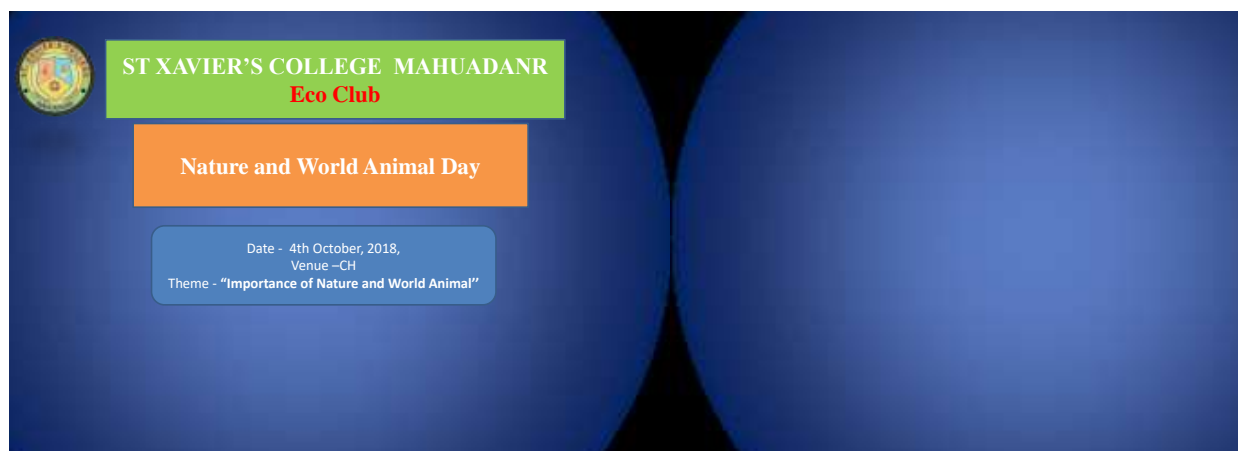 ST XAVIER’S COLLEGE MAHUADANR
Eco Club
Nature and World Animal Day
Date - 4th October, 2018,
Venue –CH
Theme - “Importance of Nature and World Animal’’